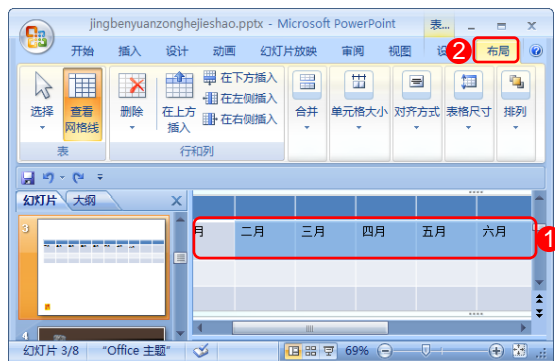 jingbenyuanzonghejieshao.pptx - Microsoft PowerPoint 表...
开始 插入 设计 动画 幻灯片放映 审阅 视图 设 2 布局
选择
查看
网格线
表
删除
在上方
插入
在下方插入
在左侧插入
在右侧插入
行和列
合并
单元格大小
对齐方式
表格尺寸
排列
幻灯片 大纲 X
3
4
月 二月 三月 四月 五月 六月 1
幻灯片 3/8 "Office 主题" 69%